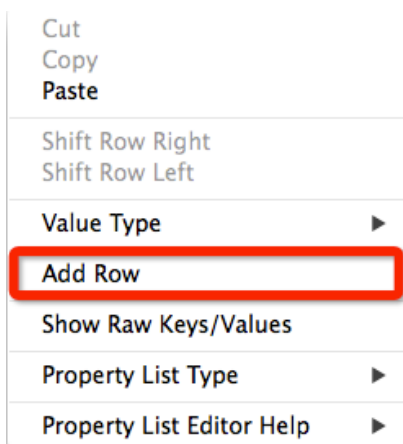 Cut
Copy
Paste
Shift Row Right
Shift Row Left
Value Type
Add Row
Show Raw Keys/Values
Property List Type
Property List Editor Help